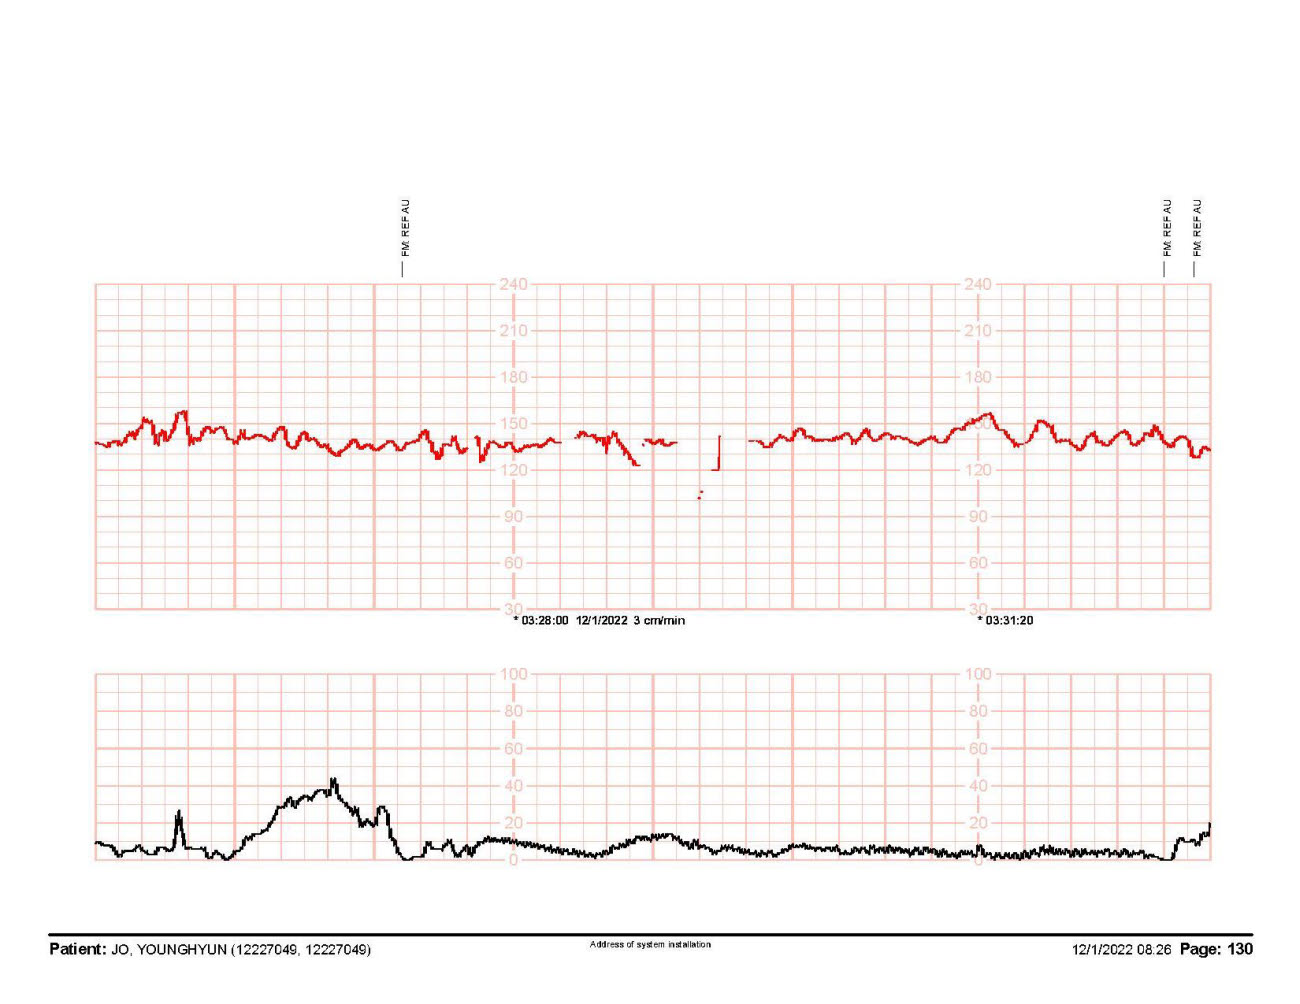 FM: REF AU
FM: REF AU
FM: REF AU
240 240
210 210
180 180
150 150
120 120
90 90
60 60
30 30
* 03:28:00 12/1/2022 3 cm/min * 03:31:20
100 100
80 80
60 60
40 40
20 20
0 0
Patient: JO, YOUNGHYUN (12227049, 12227049) Address of system installation 12/1/2022 08:26 Page: 130